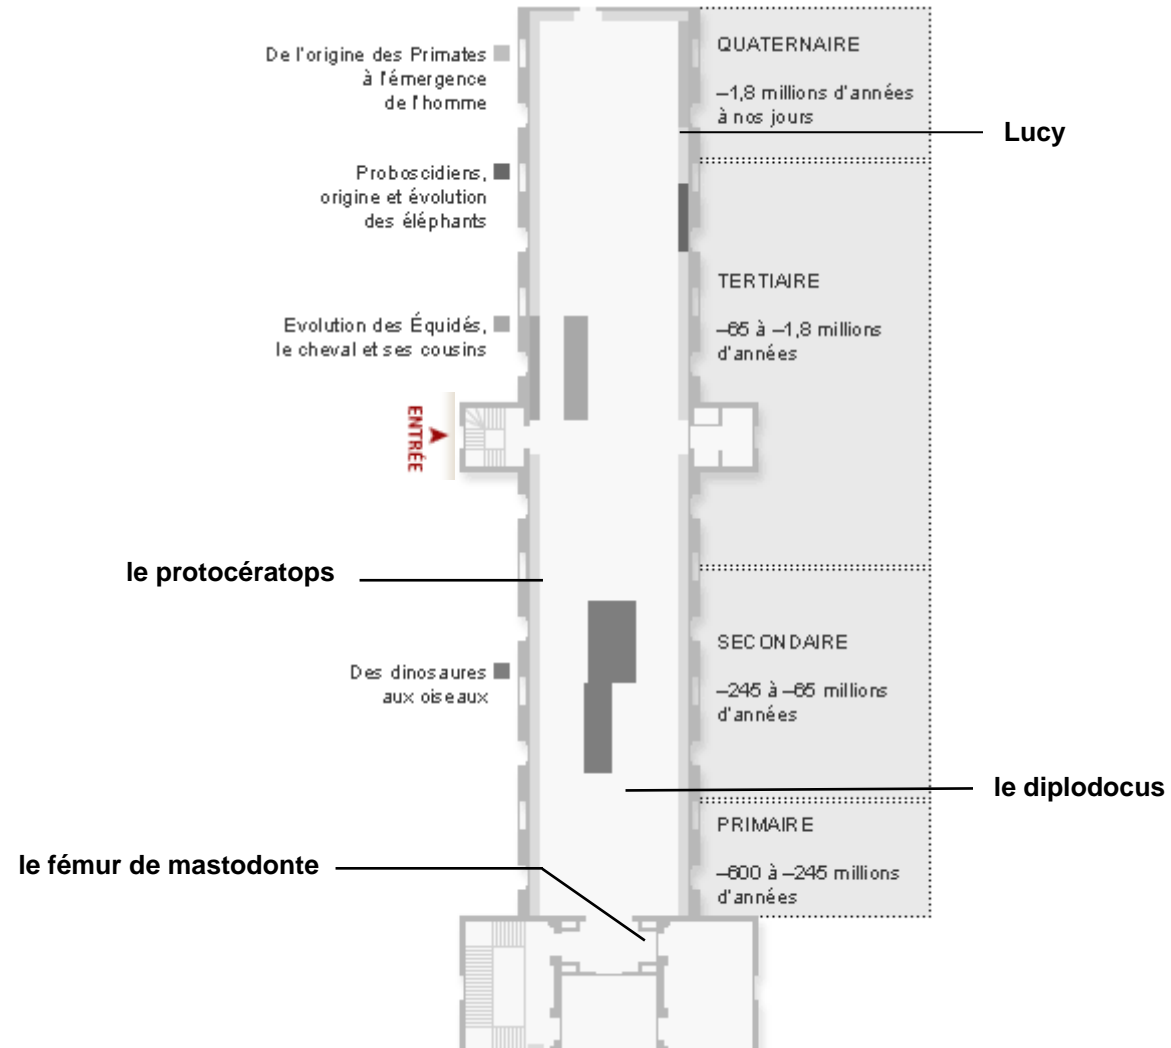 De l'origine des Primates
à l'émergence
de l'homme
QUATERNAIRE
–1,8 millions d'années
à nos jours
Lucy
Proboscidiens,
origine et évolution
des éléphants
TERTIAIRE
–65 à –1,8 millions
d'années
Evolution des Équidés,
le cheval et ses cousins
ENTRÉE
le protocératops
SECONDAIRE
–245 à –65 millions
d'années
Des dinosaures
aux oiseaux
le diplodocus
PRIMAIRE
–600 à –245 millions
d'années
le fémur de mastodonte